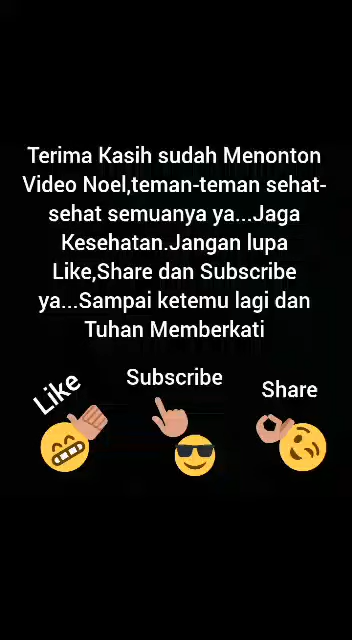 Terima Kasih sudah Menonton
Video Noel,teman-teman sehat-
sehat semuanya ya...Jaga
Kesehatan.Jangan lupa
Like,Share dan Subscribe
ya...Sampai ketemu lagi dan
Tuhan Memberkati
Like
Subscribe
Share